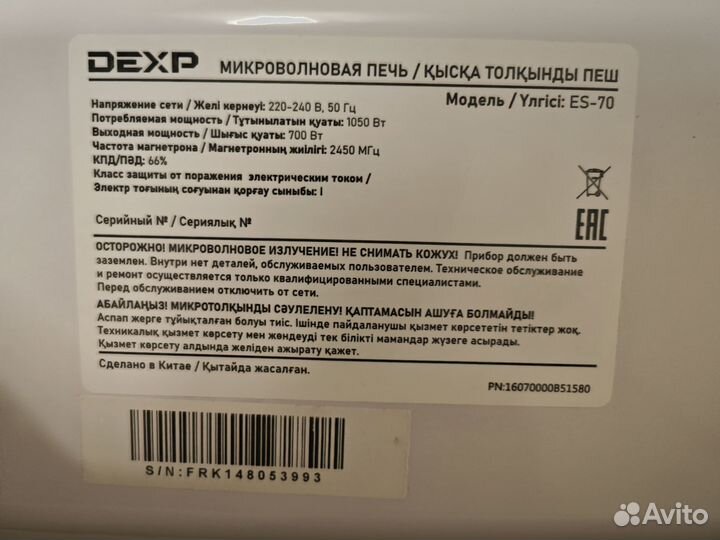 DEXP МИКРОВОЛНОВАЯ ПЕЧЬ / ҚЫСҚА ТОЛҚЫНДЫ ПЕШ
Модель / Үлгісі: ES-70
Напряжение сети / Желі кернеуі: 220-240 В, 50 Гц
Потребляемая мощность / Тұтынылатын қуаты: 1050 Вт
Выходная мощность / Шығыс қуаты: 700 Вт
Частота магнетрона / Магнетронның жиілігі: 2450 МГц
КПД/ПӘД: 66%
Класс защиты от поражения электрическим током /
Электр тоғының соғуынан қорғау сыныбы: I
Серийный № / Сериялық №
EAC
ОСТОРОЖНО! МИКРОВОЛНОВОЕ ИЗЛУЧЕНИЕ! НЕ СНИМАТЬ КОЖУХ! Прибор должен быть
заземлен. Внутри нет деталей, обслуживаемых пользователем. Техническое обслуживание
и ремонт осуществляется только квалифицированными специалистами.
Перед обслуживанием отключить от сети.
АБАЙЛАҢЫЗ! МИКРОТОЛҚЫНДЫ СӘУЛЕЛЕНУ! ҚАПТАМАСЫН АШУҒА БОЛМАЙДЫ!
Аспап жерге тұйықталған болуы тиіс. Ішінде пайдаланушы қызмет көрсететін тетіктер жоқ.
Техникалық қызмет көрсету мен жөндеуді тек білікті мамандар жүзеге асырады.
Қызмет көрсету алдында желіден ажырату қажет.
Сделано в Китае / Қытайда жасалған.
PN:16070000B51580
S/N:FRK148053993
Avito